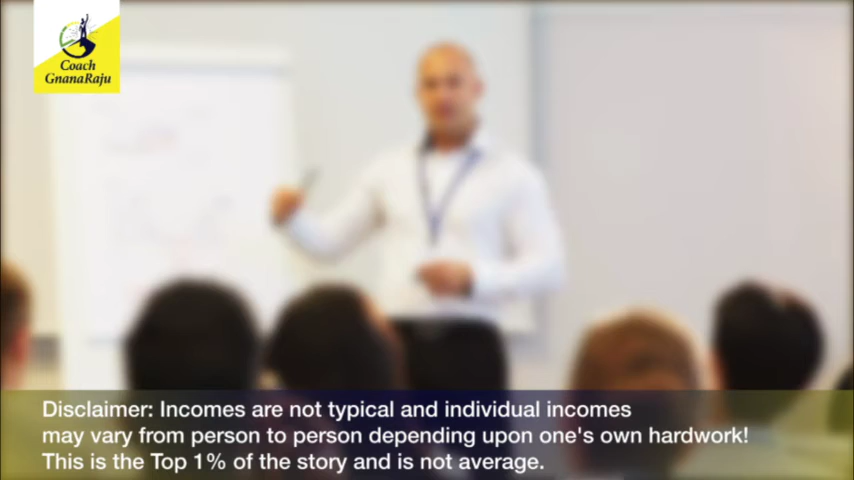 Coach
GnanaRaju
Disclaimer: Incomes are not typical and individual incomes
may vary from person to person depending upon one's own hardwork!
This is the Top 1% of the story and is not average.